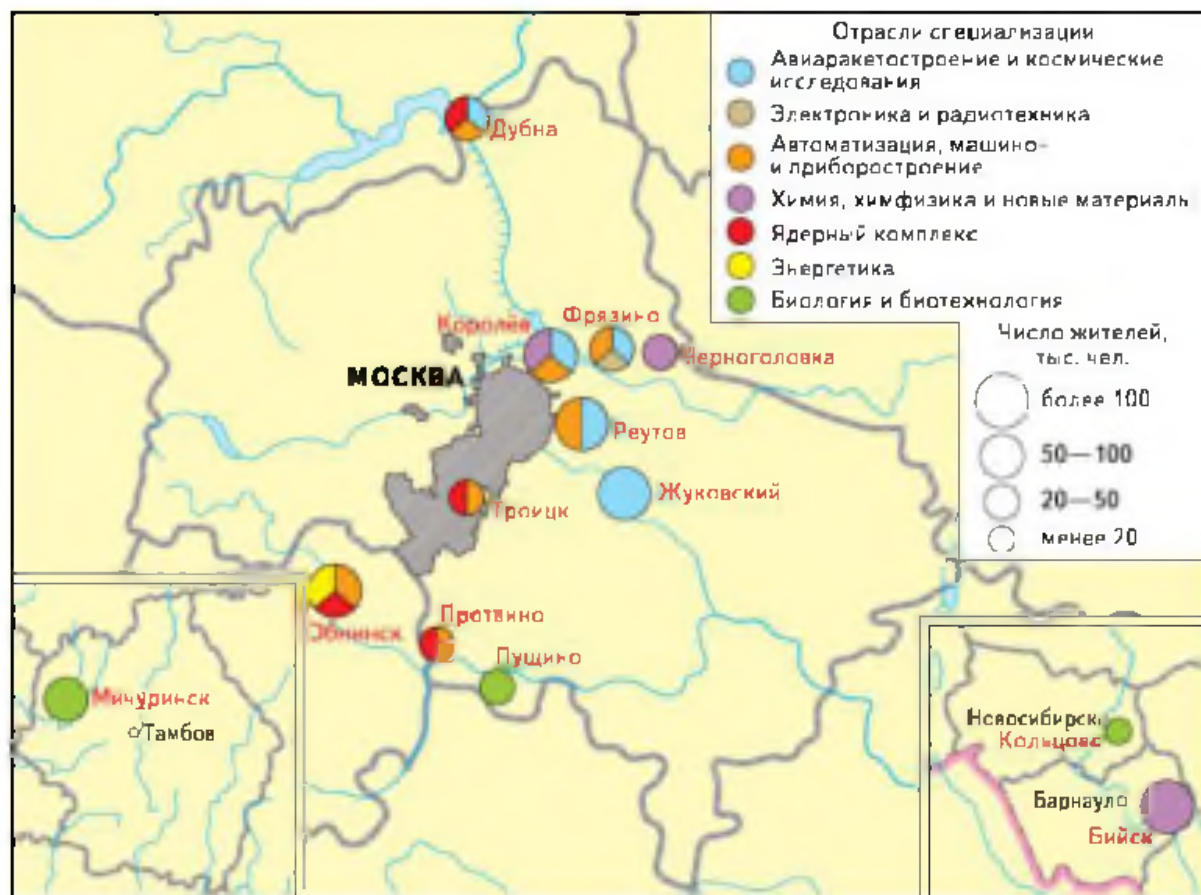 Отрасли специализации
Авиаракетостроение и космические
исследования
Электроника и радиотехника
Автоматизация, машино-
и приборостроение
Химия, химфизика и новые материалы
Ядерный комплекс
Энергетика
Биология и биотехнология
Число жителей,
тыс. чел.
более 100
50—100
20—50
менее 20
Дубна
Фрязино
Королёв
Черноголовка
МОСКВА
Реутов
Жуковский
Троицк
Обнинск
Протвино
Пущино
Мичуринск
Тамбов
Новосибирск
Кольцово
Барнаул
Бийск